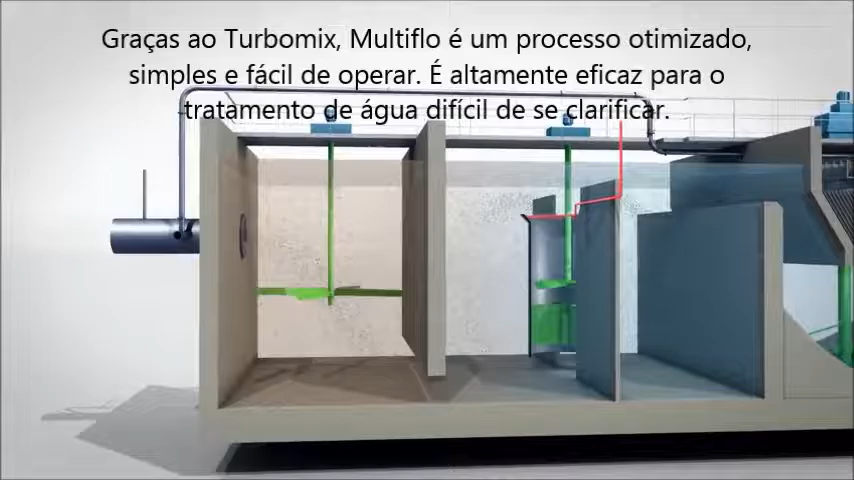 Graças ao Turbomix, Multiflo é um processo otimizado,
simples e fácil de operar. É altamente eficaz para o
tratamento de água difícil de se clarificar.